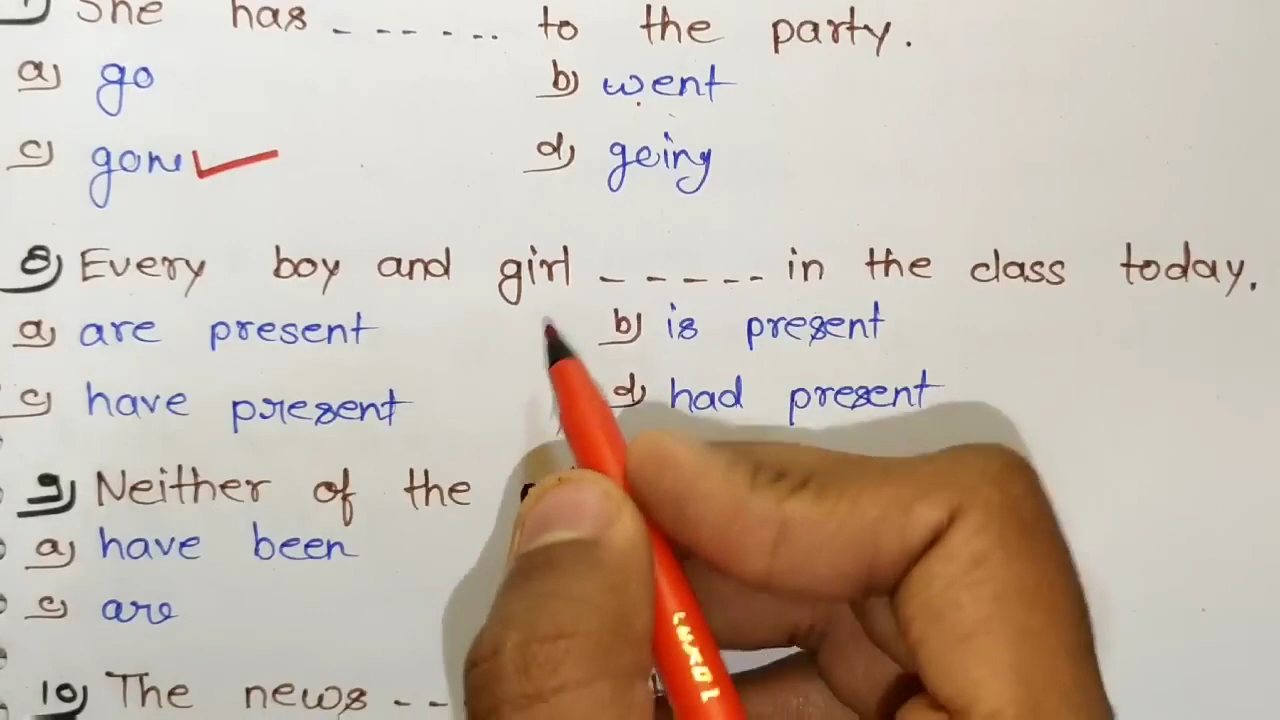 She has ------ to the party.
a) go b) went
c) gone d) geing
8) Every boy and girl ----- in the class today.
a) are present b) is present
c) have present d) had present
9) Neither of the
a) have been
c) are
10) The news --